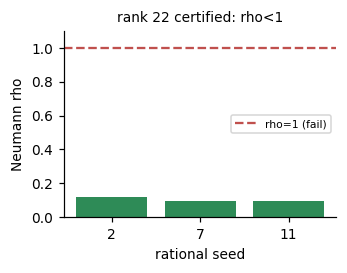 rank 22 certified: rho<1
Neumann rho
1.0
0.8
0.6
0.4
0.2
0.0
rho=1 (fail)
2 7 11
rational seed